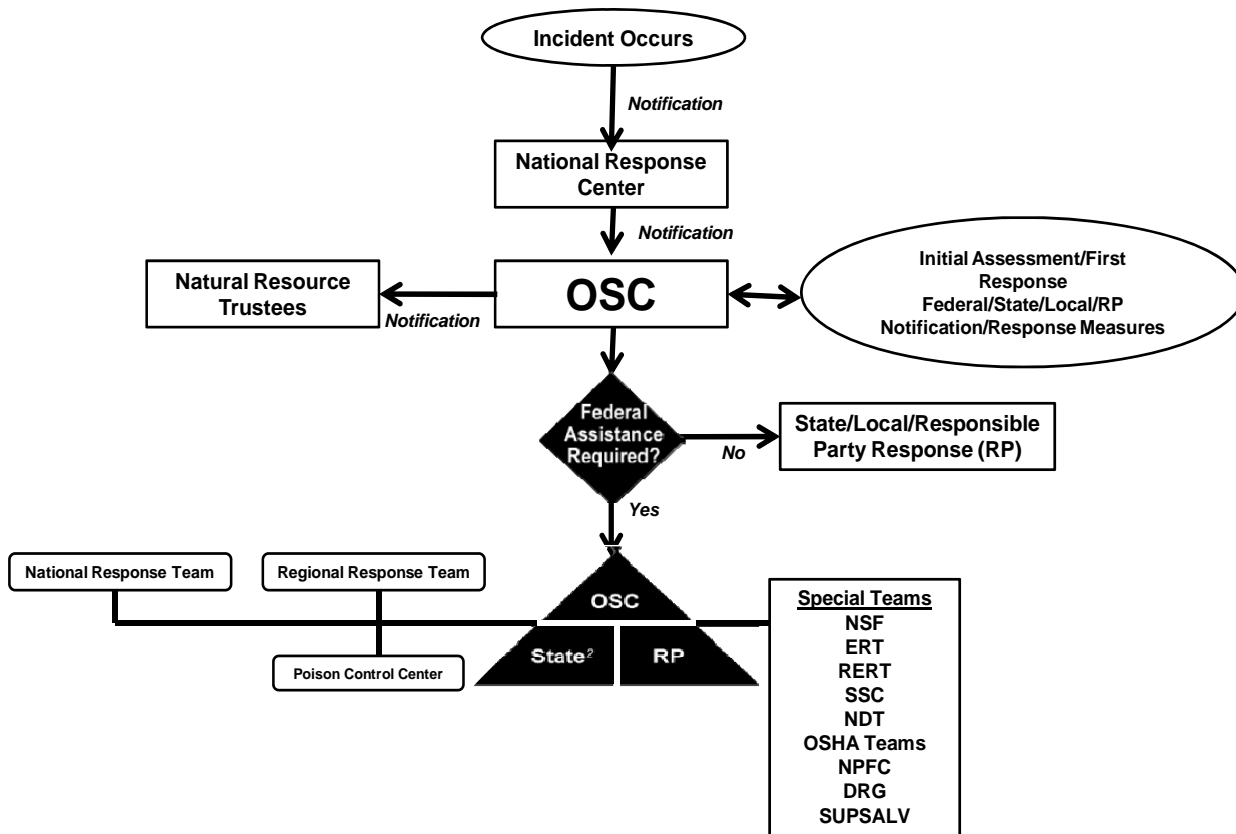 Incident Occurs
Notification
National Response
Center
Notification
Natural Resource
Trustees
Notification
OSC
Initial Assessment/First
Response
Federal/State/Local/RP
Notification/Response Measures
Federal
Assistance
Required?
No
State/Local/Responsible
Party Response (RP)
Yes
National Response Team
Regional Response Team
Poison Control Center
OSC
State²
RP
Special Teams
NSF
ERT
RERT
SSC
NDT
OSHA Teams
NPFC
DRG
SUPSALV